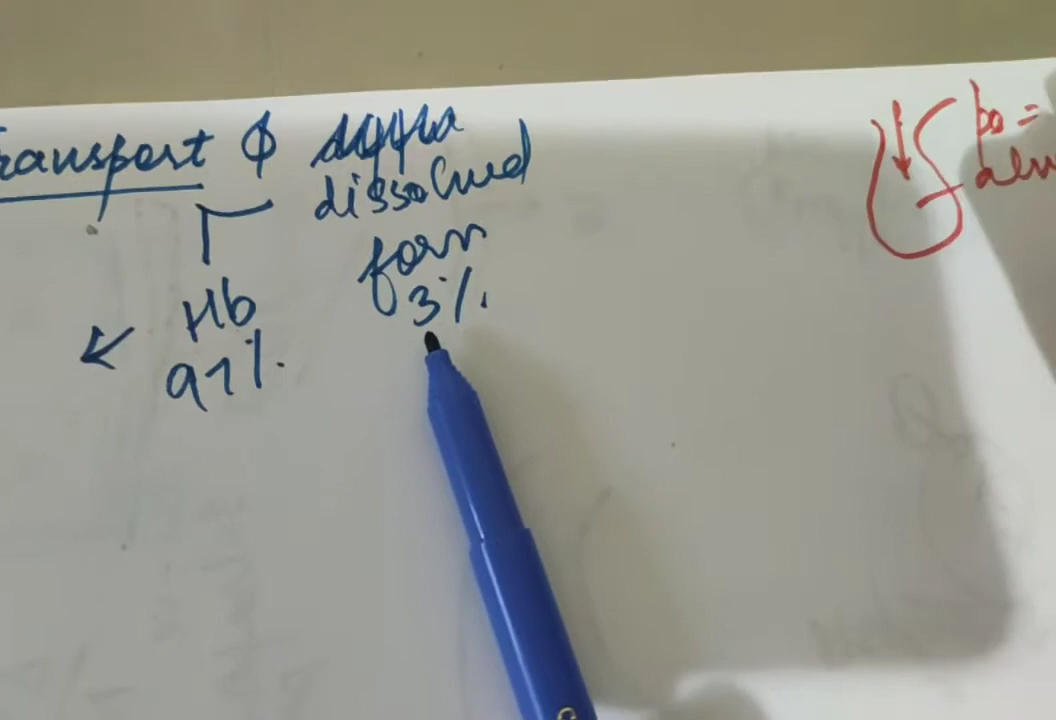 ransport φ
dissolved
form
3%.
Hb
97%.